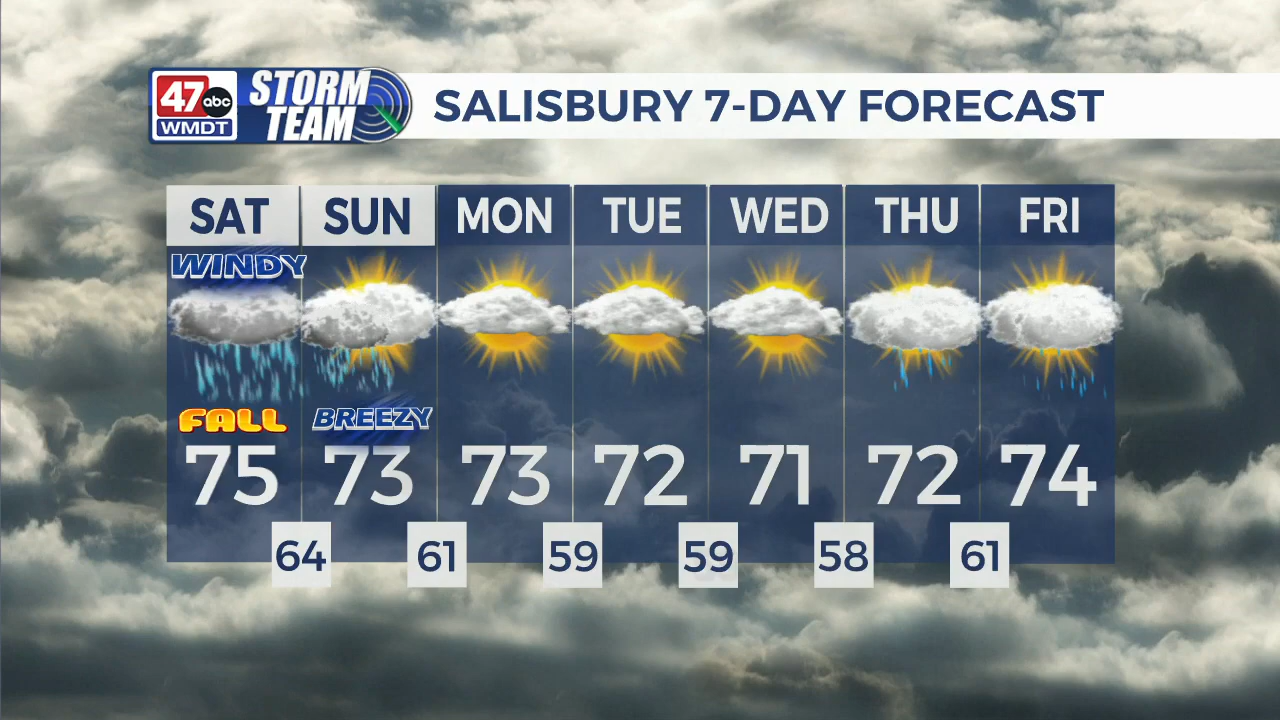 47 abc
WMDT
STORM
TEAM
SALISBURY 7-DAY FORECAST
SAT SUN MON TUE WED THU FRI
WINDY
FALL BREEZY
75 73 73 72 71 72 74
64 61 59 59 58 61